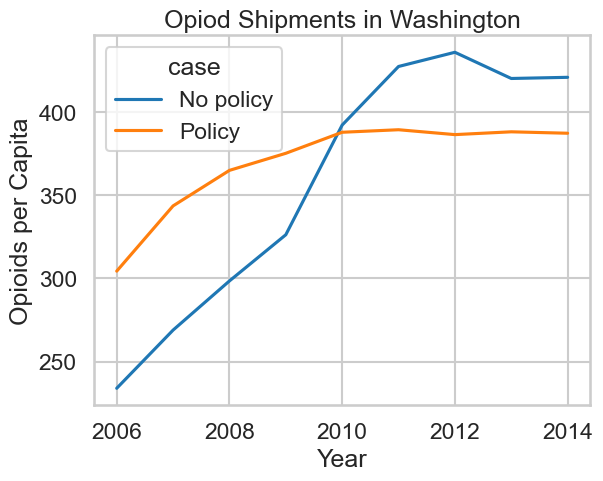 Opiod Shipments in Washington
case
No policy
Policy
Opioids per Capita
400
350
300
250
2006 2008 2010 2012 2014
Year